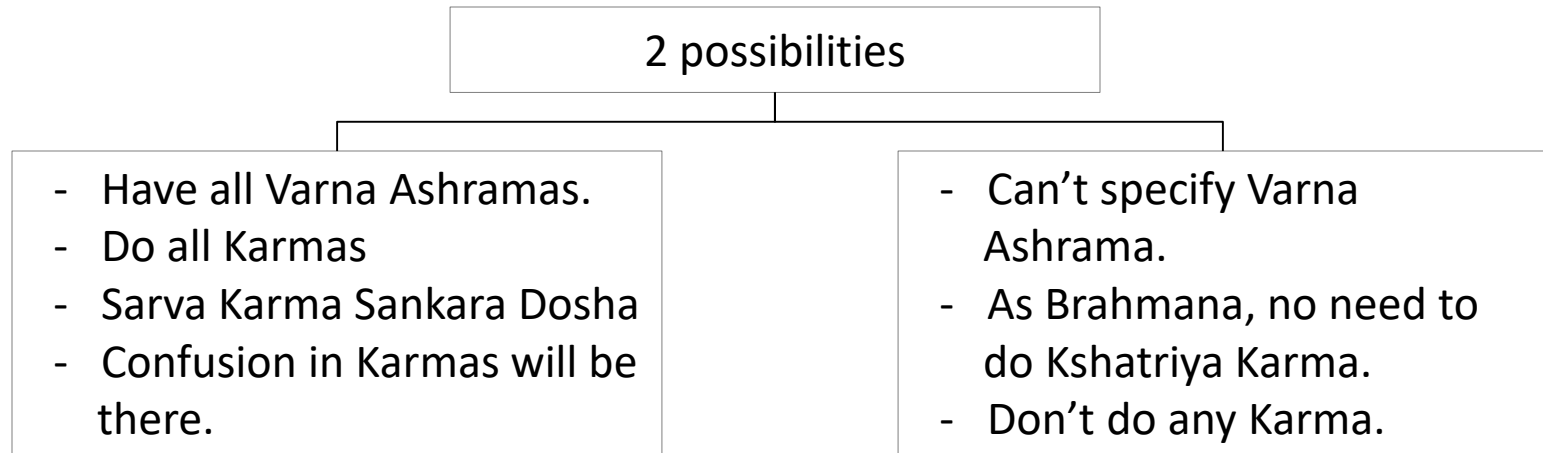 2 possibilities
- Have all Varna Ashramas.
- Do all Karmas
- Sarva Karma Sankara Dosha
- Confusion in Karmas will be
there.
- Can’t specify Varna
Ashrama.
- As Brahmana, no need to
do Kshatriya Karma.
- Don’t do any Karma.